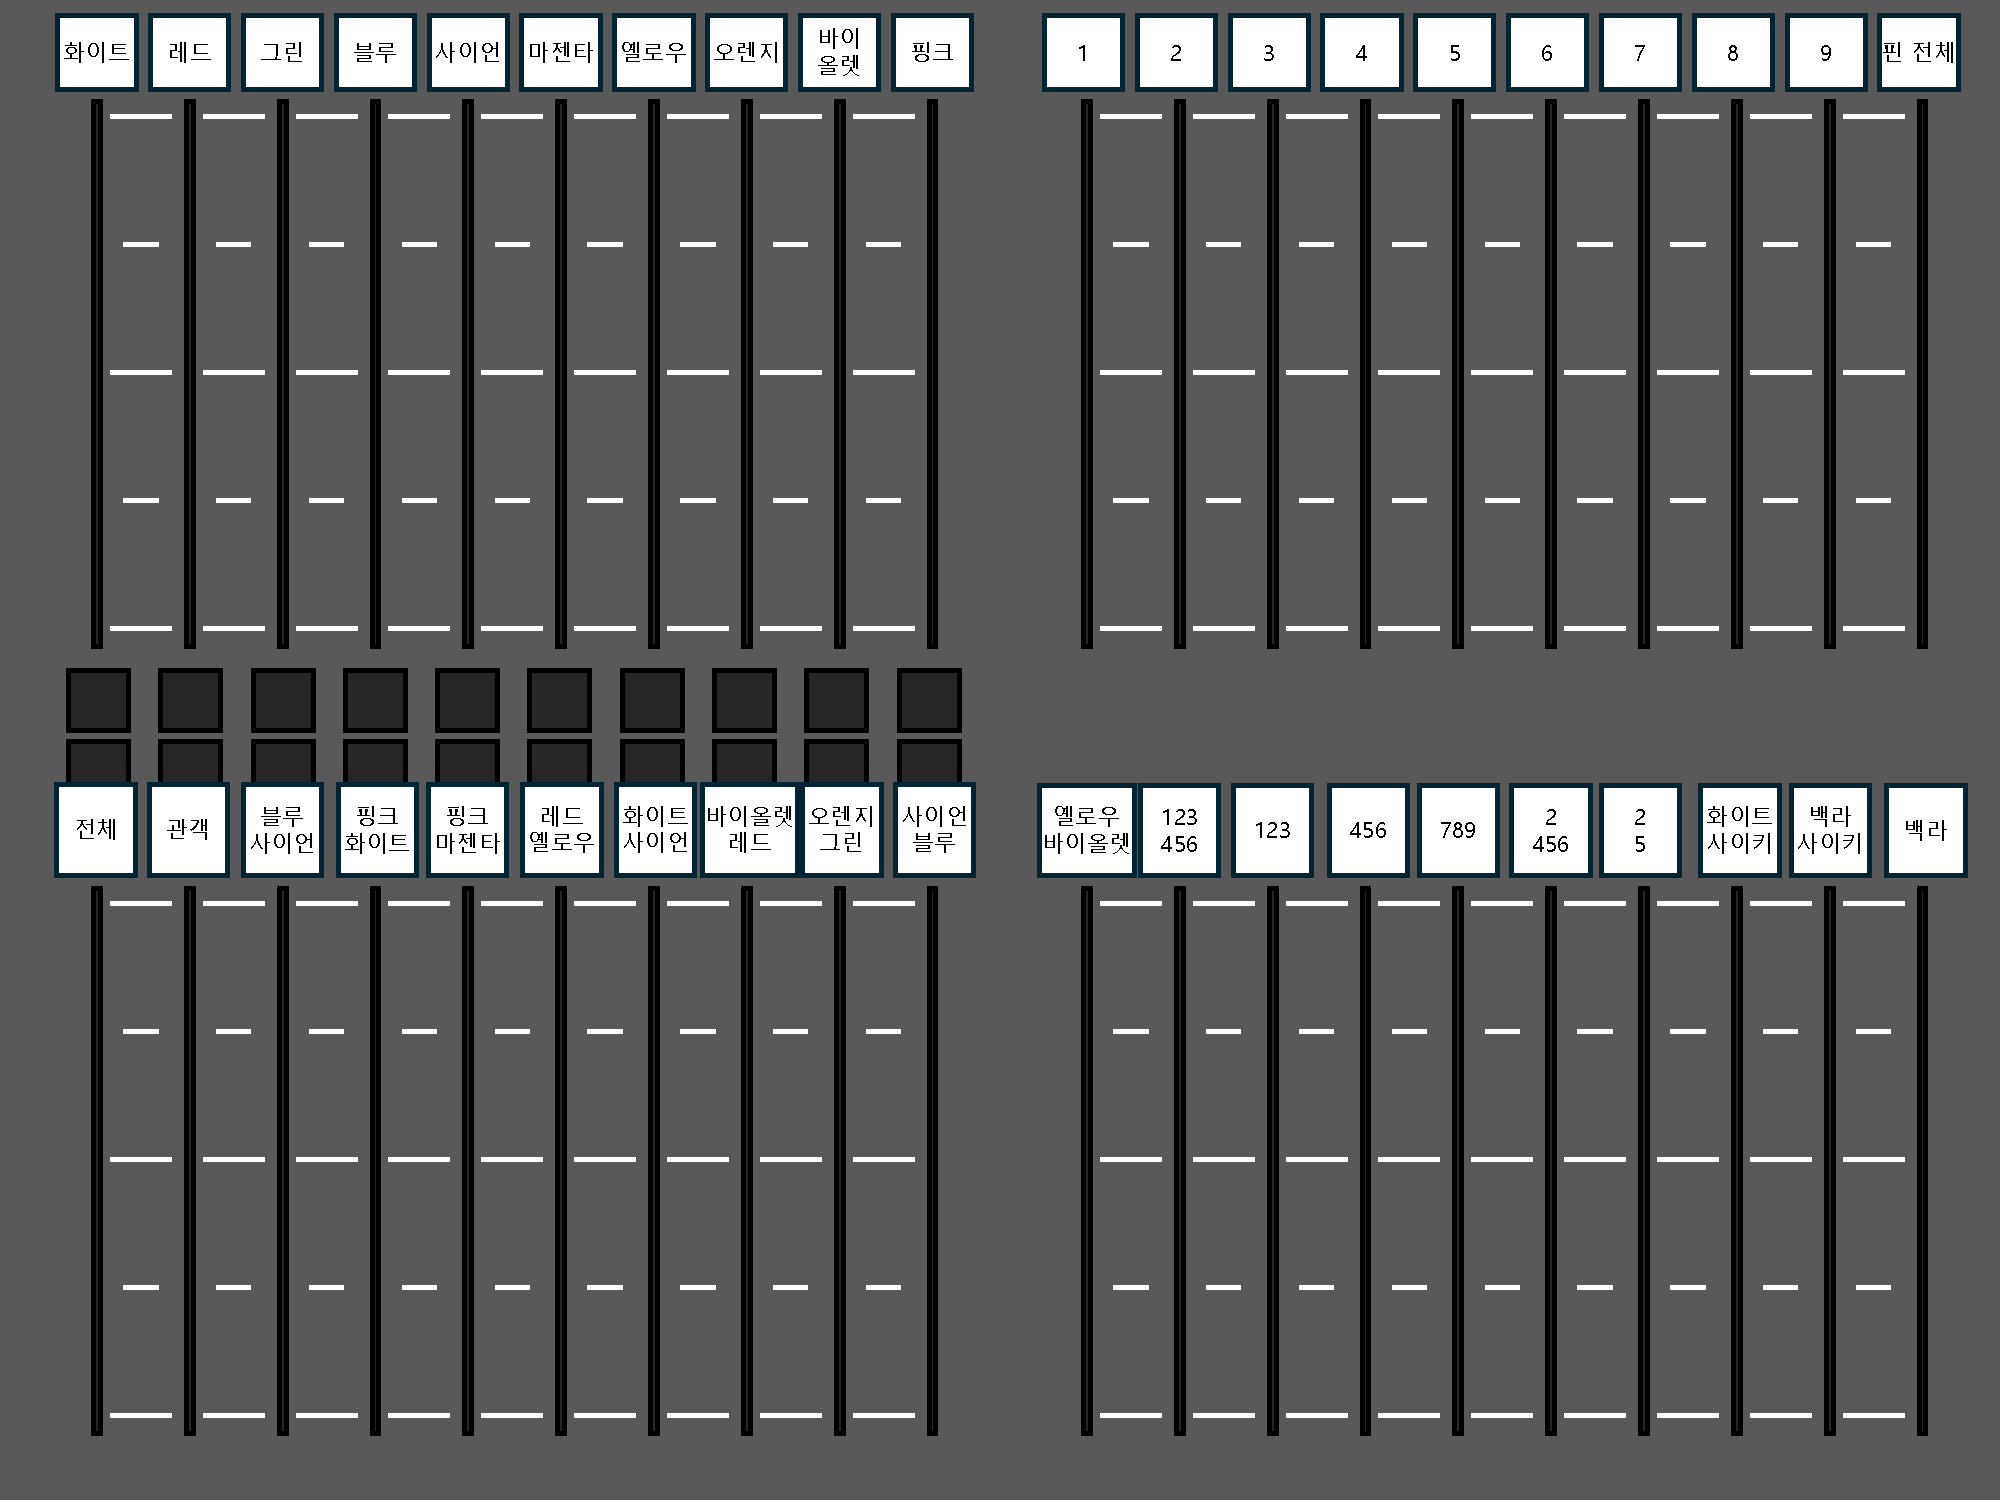 화이트
레드
그린
블루
사이언
마젠타
옐로우
오렌지
바이
올렛
핑크
1
2
3
4
5
6
7
8
9
핀 전체
전체
관객
블루
사이언
핑크
화이트
핑크
마젠타
레드
옐로우
화이트
사이언
바이올렛
레드
오렌지
그린
사이언
블루
옐로우
바이올렛
123
456
123
456
789
2
456
2
5
화이트
사이키
백라
사이키
백라